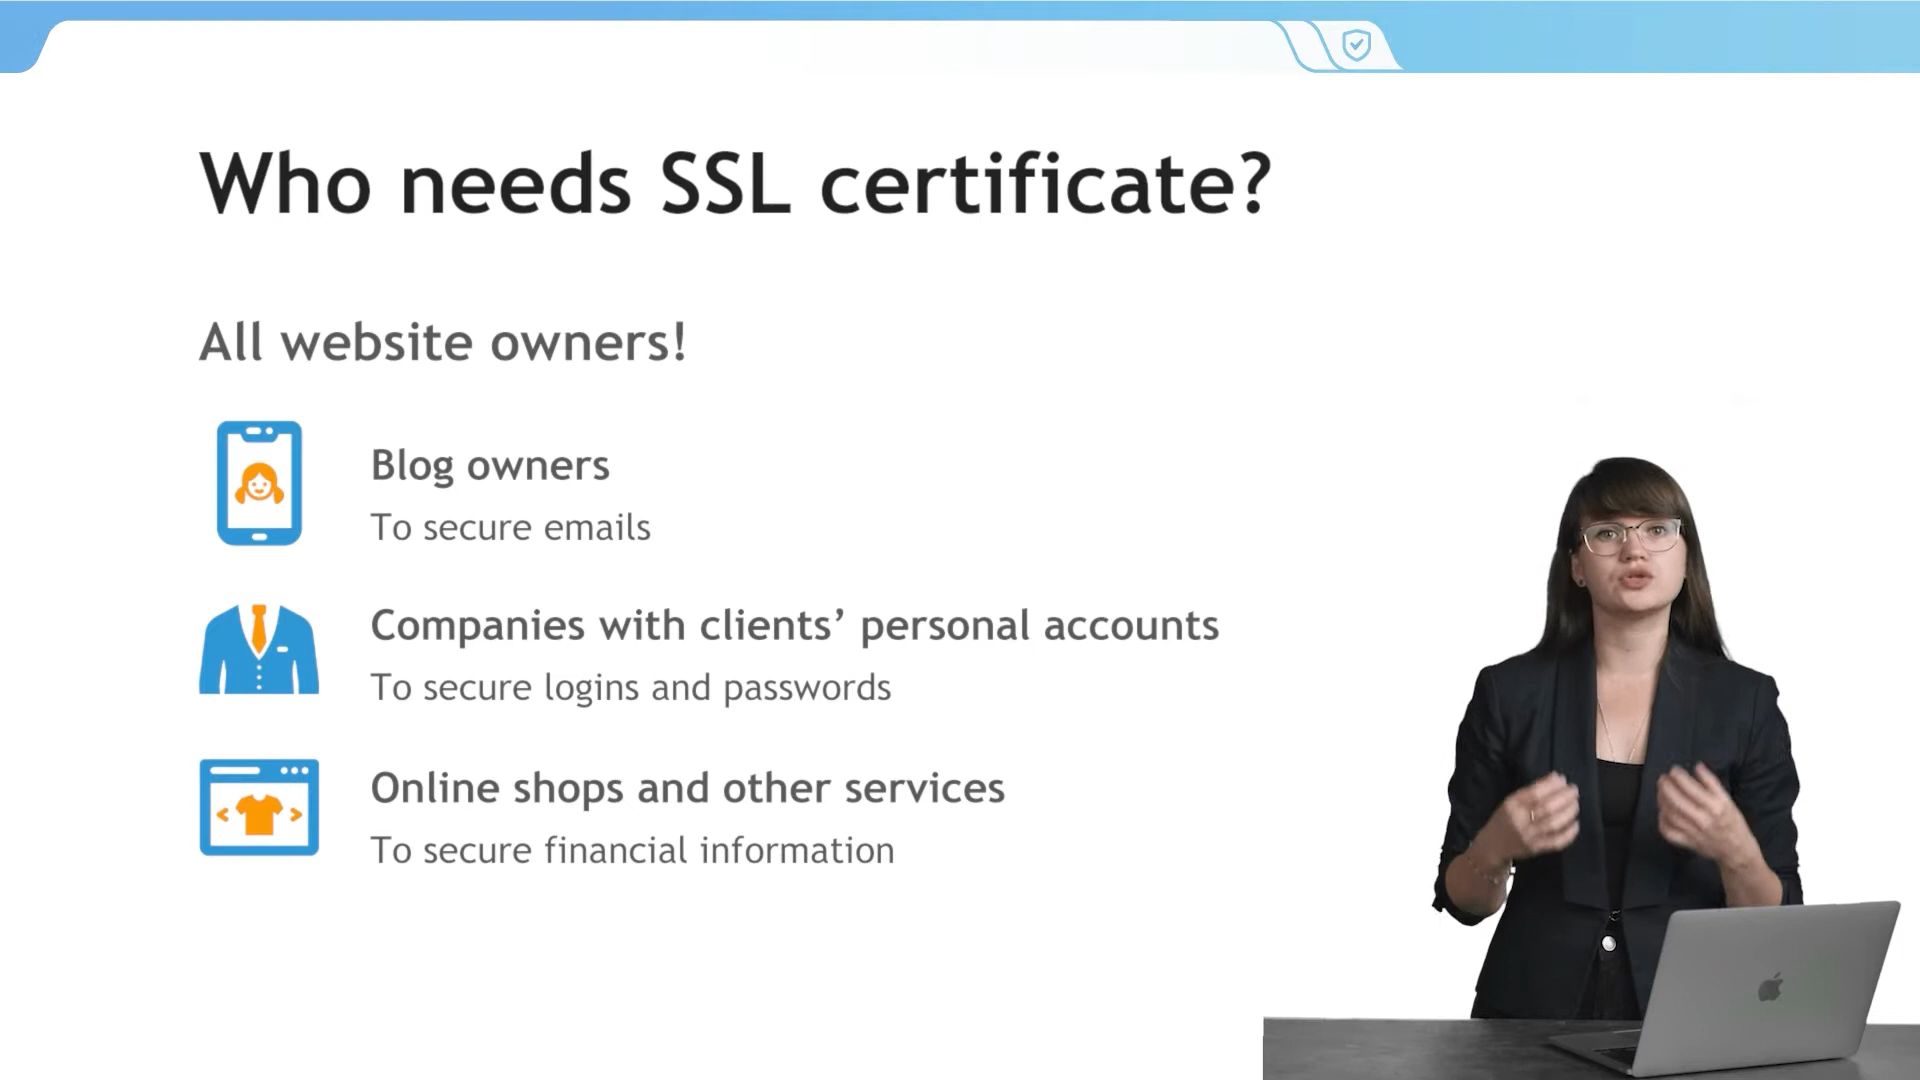 Who needs SSL certificate?
All website owners!
Blog owners
To secure emails
Companies with clients’ personal accounts
To secure logins and passwords
Online shops and other services
To secure financial information